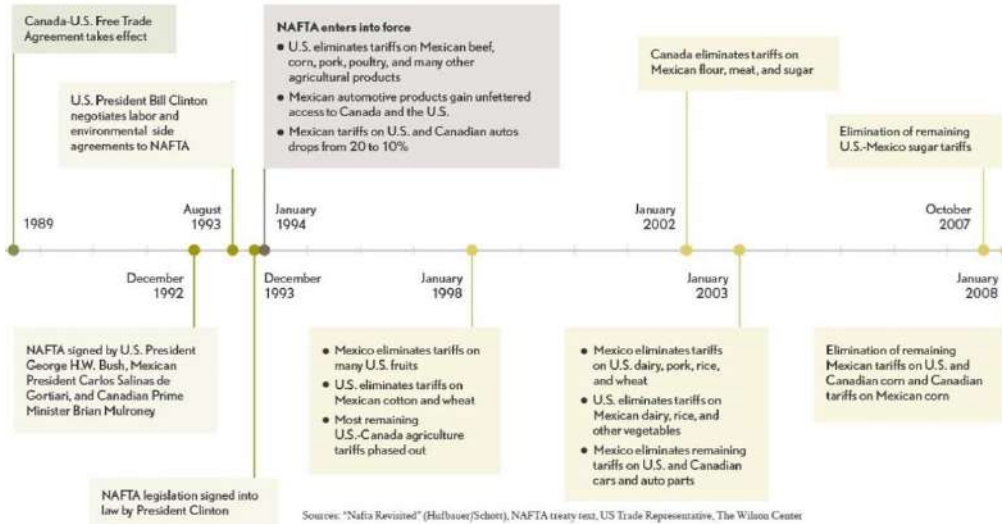 Canada-U.S. Free Trade
Agreement takes effect
U.S. President Bill Clinton
negotiates labor and
environmental side
agreements to NAFTA
NAFTA enters into force
• U.S. eliminates tariffs on Mexican beef,
corn, pork, poultry, and many other
agricultural products
• Mexican automotive products gain unfettered
access to Canada and the U.S.
• Mexican tariffs on U.S. and Canadian autos
drops from 20 to 10%
Canada eliminates tariffs on
Mexican flour, meat, and sugar
Elimination of remaining
U.S.-Mexico sugar tariffs
1989
August
1993
January
1994
January
2002
October
2007
December
1992
December
1993
January
1998
January
2003
January
2008
NAFTA signed by U.S. President
George H.W. Bush, Mexican
President Carlos Salinas de
Gortiari, and Canadian Prime
Minister Brian Mulroney
NAFTA legislation signed into
law by President Clinton
• Mexico eliminates tariffs on
many U.S. fruits
• U.S. eliminates tariffs on
Mexican cotton and wheat
• Most remaining
U.S.-Canada agriculture
tariffs phased out
• Mexico eliminates tariffs
on U.S. dairy, pork, rice,
and wheat
• U.S. eliminates tariffs on
Mexican dairy, rice, and
other vegetables
• Mexico eliminates remaining
tariffs on U.S. and Canadian
cars and auto parts
Elimination of remaining
Mexican tariffs on U.S. and
Canadian corn and Canadian
tariffs on Mexican corn
Sources: "Nafta Revisited" (Hufbauer/Schott), NAFTA treaty text, US Trade Representative, The Wilson Center